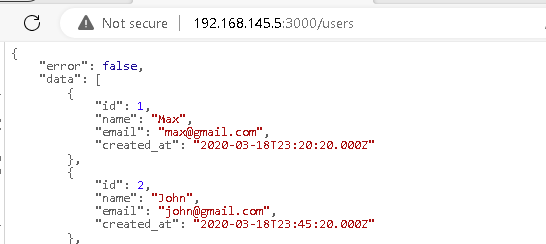 Not secure 192.168.145.5:3000/users
{
    "error": false,
    "data": [
        {
            "id": 1,
            "name": "Max",
            "email": "max@gmail.com",
            "created_at": "2020-03-18T23:20:20.000Z"
        },
        {
            "id": 2,
            "name": "John",
            "email": "john@gmail.com",
            "created_at": "2020-03-18T23:45:20.000Z"
        },